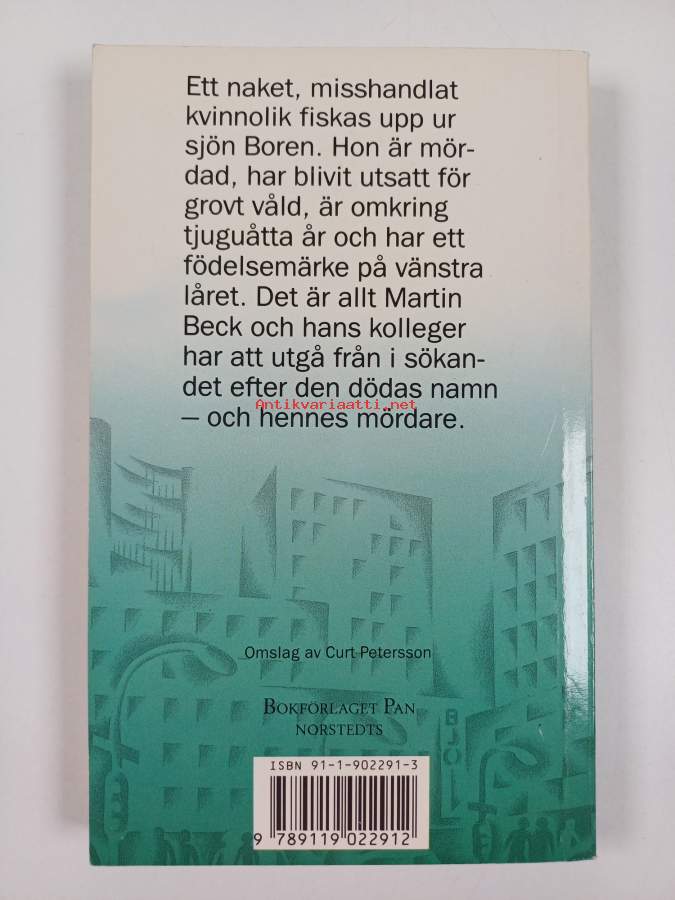 Ett naket, misshandlat
kvinnolik fiskas upp ur
sjön Boren. Hon är mör-
dad, har blivit utsatt för
grovt våld, är omkring
tjuguåtta år och har ett
födelsemärke på vänstra
låret. Det är allt Martin
Beck och hans kolleger
har att utgå från i sökan-
det efter den dödas namn
Antikvariaatti.net
– och hennes mördare.
Omslag av Curt Petersson
BOKFÖRLAGET PAN
NORSTEDTS
BJO
ISBN 91-1-902291-3
9 789119 022912